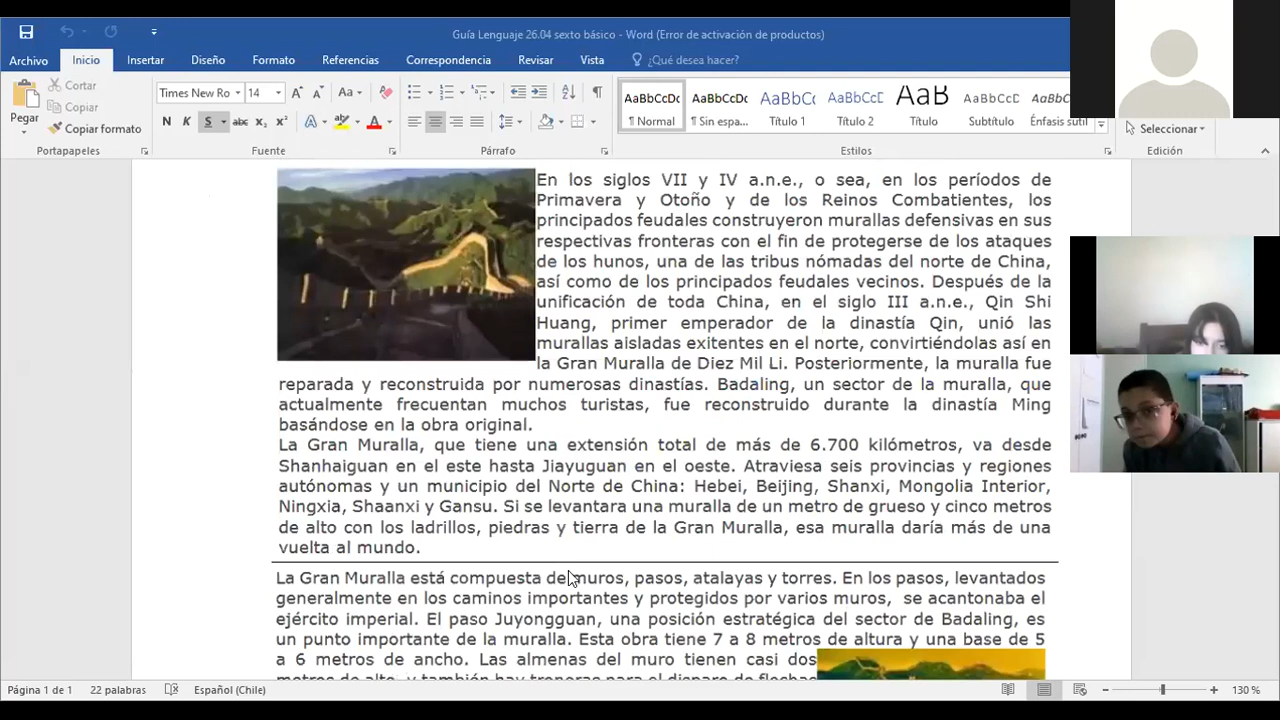 Guía Lenguaje 26.04 sexto básico - Word (Error de activación de productos)
Archivo Inicio Insertar Diseño Formato Referencias Correspondencia Revisar Vista ¿Qué desea hacer?
Pegar
Cortar
Copiar
Copiar formato
Portapapeles
Times New Ro 14 Aa
N K S abc x₂ x² A A
Fuente
Párrafo
AaBbCcDc AaBbCcDc AaBbCcD AaBbCcD AaB AaBbCcD AaBbCcD
¶ Normal ¶ Sin espa... Título 1 Título 2 Título Subtítulo Énfasis sutil
Estilos
Seleccionar
Edición
En los siglos VII y IV a.n.e., o sea, en los períodos de
Primavera y Otoño y de los Reinos Combatientes, los
principados feudales construyeron murallas defensivas en sus
respectivas fronteras con el fin de protegerse de los ataques
de los hunos, una de las tribus nómadas del norte de China,
así como de los principados feudales vecinos. Después de la
unificación de toda China, en el siglo III a.n.e., Qin Shi
Huang, primer emperador de la dinastía Qin, unió las
murallas aisladas exitentes en el norte, convirtiéndolas así en
la Gran Muralla de Diez Mil Li. Posteriormente, la muralla fue
reparada y reconstruida por numerosas dinastías. Badaling, un sector de la muralla, que
actualmente frecuentan muchos turistas, fue reconstruido durante la dinastía Ming
basándose en la obra original.
La Gran Muralla, que tiene una extensión total de más de 6.700 kilómetros, va desde
Shanhaiguan en el este hasta Jiayuguan en el oeste. Atraviesa seis provincias y regiones
autónomas y un municipio del Norte de China: Hebei, Beijing, Shanxi, Mongolia Interior,
Ningxia, Shaanxi y Gansu. Si se levantara una muralla de un metro de grueso y cinco metros
de alto con los ladrillos, piedras y tierra de la Gran Muralla, esa muralla daría más de una
vuelta al mundo.
La Gran Muralla está compuesta de muros, pasos, atalayas y torres. En los pasos, levantados
generalmente en los caminos importantes y protegidos por varios muros, se acantonaba el
ejército imperial. El paso Juyongguan, una posición estratégica del sector de Badaling, es
un punto importante de la muralla. Esta obra tiene 7 a 8 metros de altura y una base de 5
a 6 metros de ancho. Las almenas del muro tienen casi dos
metros de alto, y también hay troneras para el disparo de flechas
Página 1 de 1 22 palabras Español (Chile) 130 %